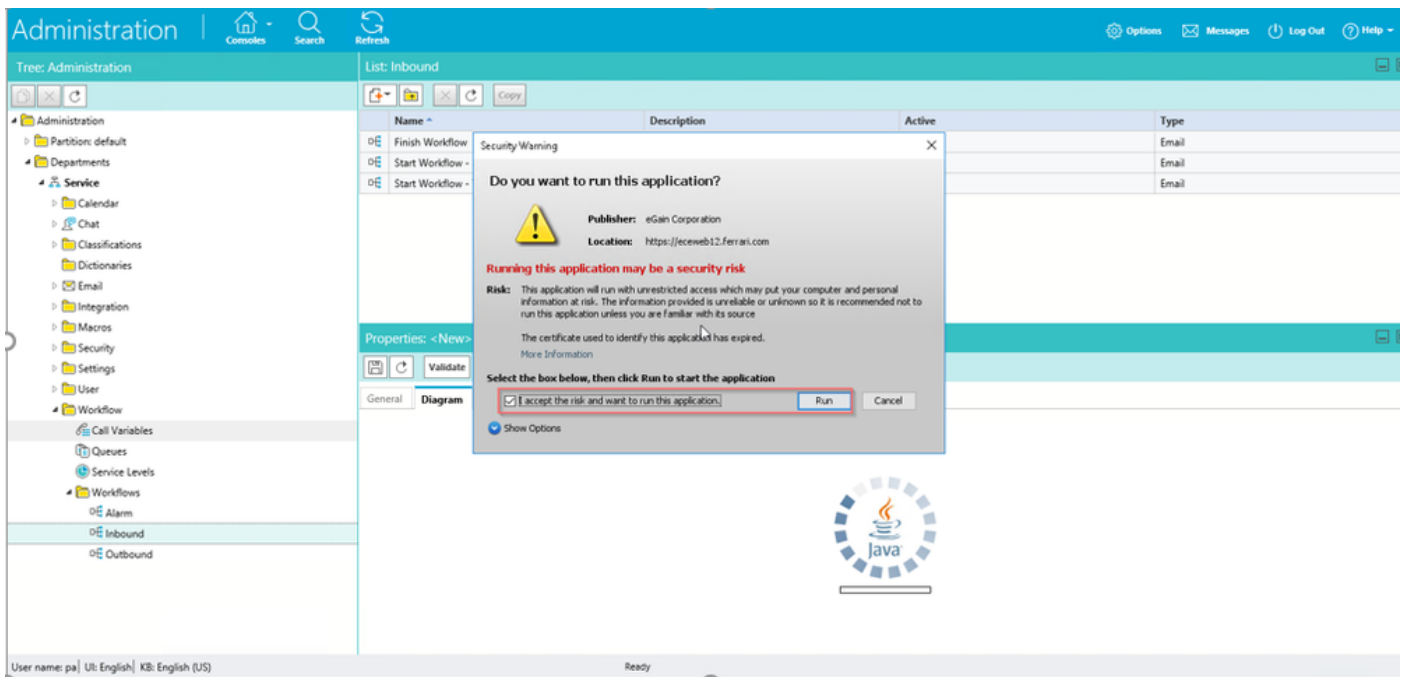 Administration
Consoles
Search
Refresh
Options
Messages
Log Out
Help
Tree: Administration
Administration
Partition: default
Departments
Service
Calendar
Chat
Classifications
Dictionaries
Email
Integration
Macros
Security
Settings
User
Workflow
Call Variables
Queues
Service Levels
Workflows
Alarm
Inbound
Outbound
List: Inbound
Copy
Name Description Active Type
Finish Workflow Email
Start Workflow - Email
Start Workflow - Email
Properties: <New>
Validate
General Diagram
Security Warning
Do you want to run this application?
Publisher: eGain Corporation
Location: https://eceweb12.ferrari.com
Running this application may be a security risk
Risk: This application will run with unrestricted access which may put your computer and personal
information at risk. The information provided is unreliable or unknown so it is recommended not to
run this application unless you are familiar with its source
The certificate used to identify this application has expired.
More Information
Select the box below, then click Run to start the application
I accept the risk and want to run this application.
Run
Cancel
Show Options
Java
User name: pa UI: English KB: English (US)
Ready